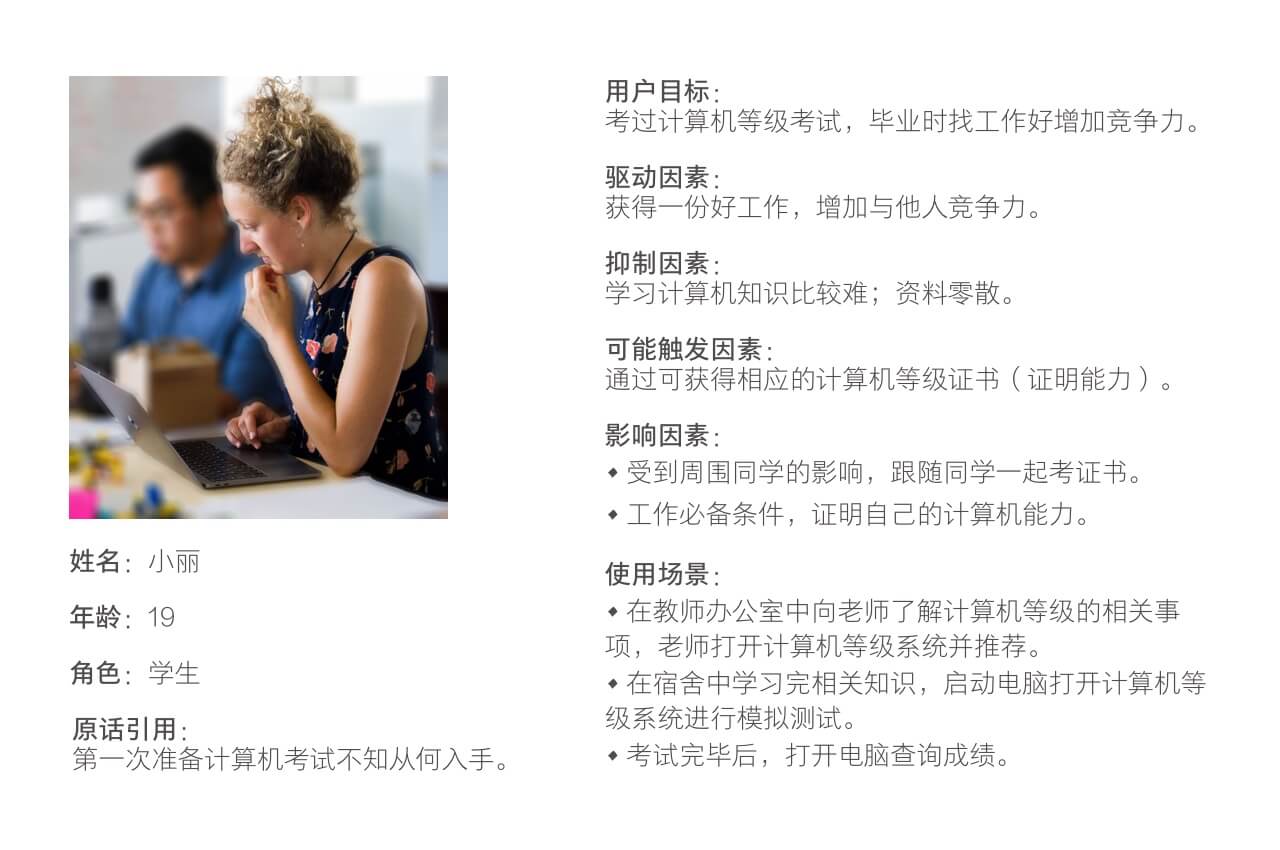 姓名：小丽
年龄：19
角色：学生
原话引用：
第一次准备计算机考试不知从何入手。
用户目标：
考过计算机等级考试，毕业时找工作好增加竞争力。
驱动因素：
获得一份好工作，增加与他人竞争力。
抑制因素：
学习计算机知识比较难；资料零散。
可能触发因素：
通过可获得相应的计算机等级证书（证明能力）。
影响因素：
◆ 受到周围同学的影响，跟随同学一起考证书。
◆ 工作必备条件，证明自己的计算机能力。
使用场景：
◆ 在教师办公室中向老师了解计算机等级的相关事
项，老师打开计算机等级系统并推荐。
◆ 在宿舍中学习完相关知识，启动电脑打开计算机等
级系统进行模拟测试。
◆ 考试完毕后，打开电脑查询成绩。